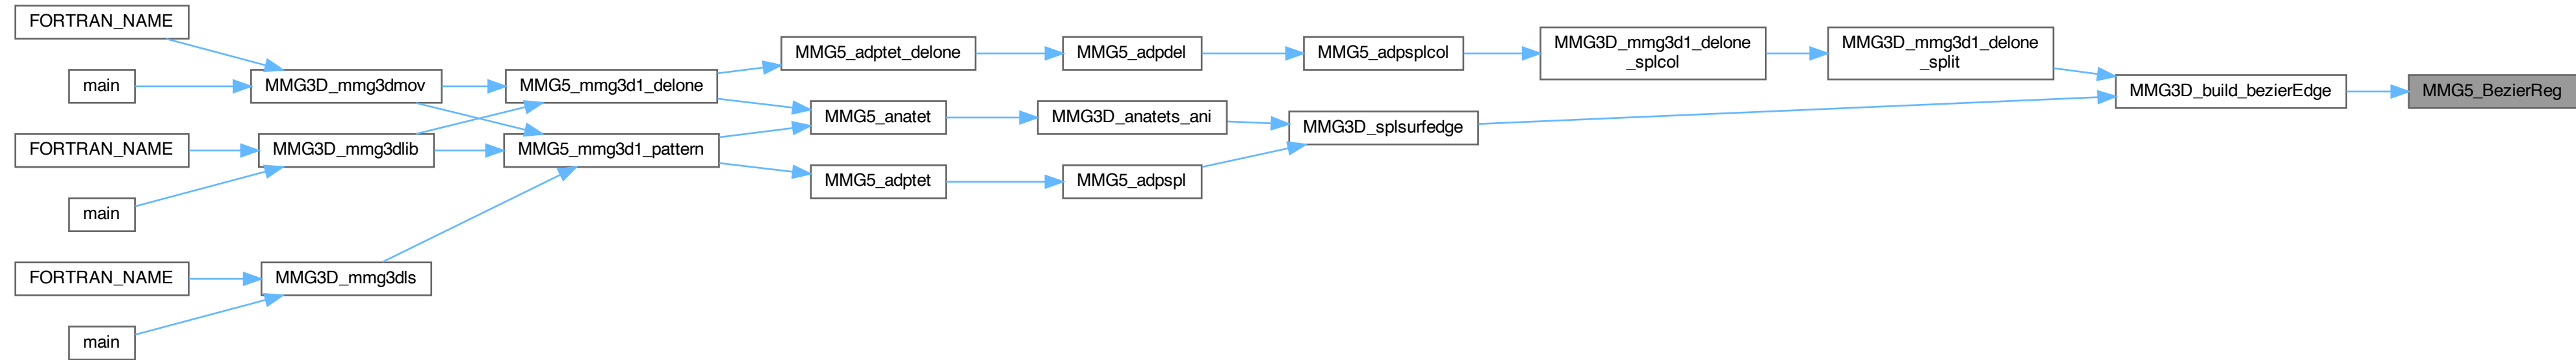 FORTRAN_NAME
main
MMG3D_mmg3dmov
FORTRAN_NAME
MMG3D_mmg3dlib
main
FORTRAN_NAME
MMG3D_mmg3dls
main
MMG5_mmg3d1_delone
MMG5_mmg3d1_pattern
MMG5_adptet_delone
MMG5_anatet
MMG5_adptet
MMG5_adpdel
MMG3D_anatets_ani
MMG5_adpspl
MMG5_adpsplcol
MMG3D_splsurfedge
MMG3D_mmg3d1_delone
_splcol
MMG3D_mmg3d1_delone
_split
MMG3D_build_bezierEdge
MMG5_BezierReg